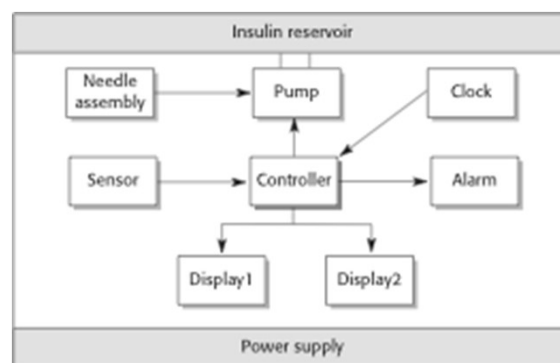 Insulin reservoir
Needle
assembly
Pump
Clock
Sensor
Controller
Alarm
Display1
Display2
Power supply